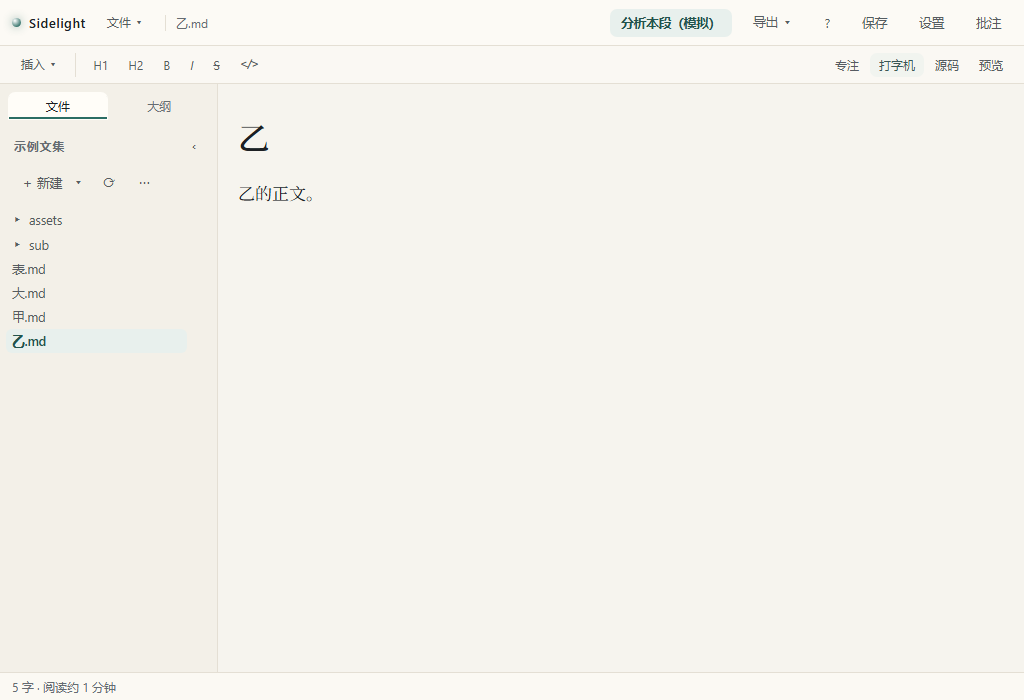 Sidelight 文件 ▾ 乙.md 分析本段（模拟） 导出 ▾ ? 保存 设置 批注
插入 ▾ H1 H2 B I S </> 专注 打字机 源码 预览
文件 大纲
示例文集 ‹
+ 新建 ▾ ⟳ ···
▸ assets
▸ sub
表.md
大.md
甲.md
乙.md
乙
乙的正文。
5 字 · 阅读约 1 分钟